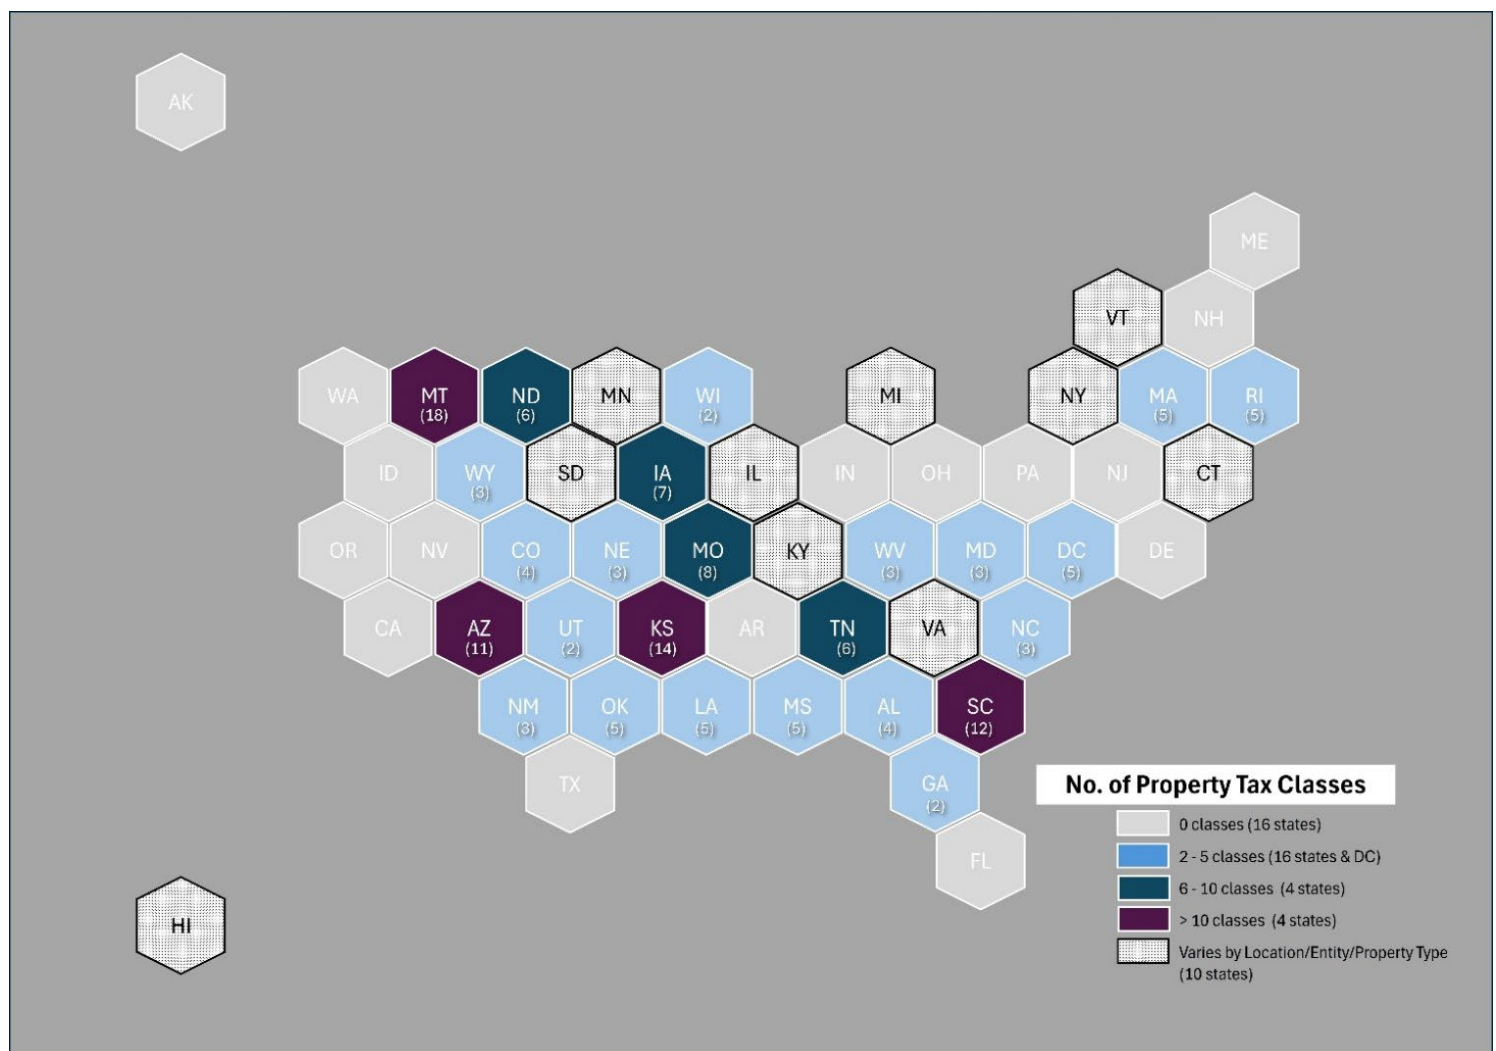 AK
ME
VT
NH
WA
MT
(18)
ND
(6)
MN
WI
(2)
MI
NY
MA
(5)
RI
(5)
ID
WY
(3)
SD
IA
(7)
IL
IN
OH
PA
NJ
CT
OR
NV
CO
(4)
NE
(3)
MO
(8)
KY
WV
(3)
MD
(3)
DC
(5)
DE
CA
AZ
(11)
UT
(2)
KS
(14)
AR
TN
(6)
VA
NC
(3)
NM
(3)
OK
(5)
LA
(5)
MS
(5)
AL
(4)
SC
(12)
TX
GA
(2)
FL
HI
No. of Property Tax Classes
0 classes (16 states)
2 - 5 classes (16 states & DC)
6 - 10 classes (4 states)
> 10 classes (4 states)
Varies by Location/Entity/Property Type
(10 states)